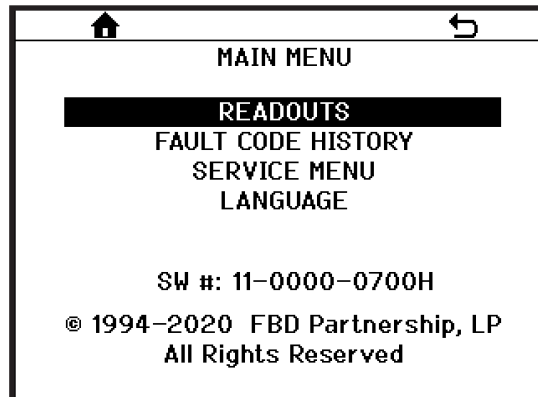 MAIN MENU
READOUTS
FAULT CODE HISTORY
SERVICE MENU
LANGUAGE
SW #: 11-0000-0700H
© 1994-2020 FBD Partnership, LP
All Rights Reserved